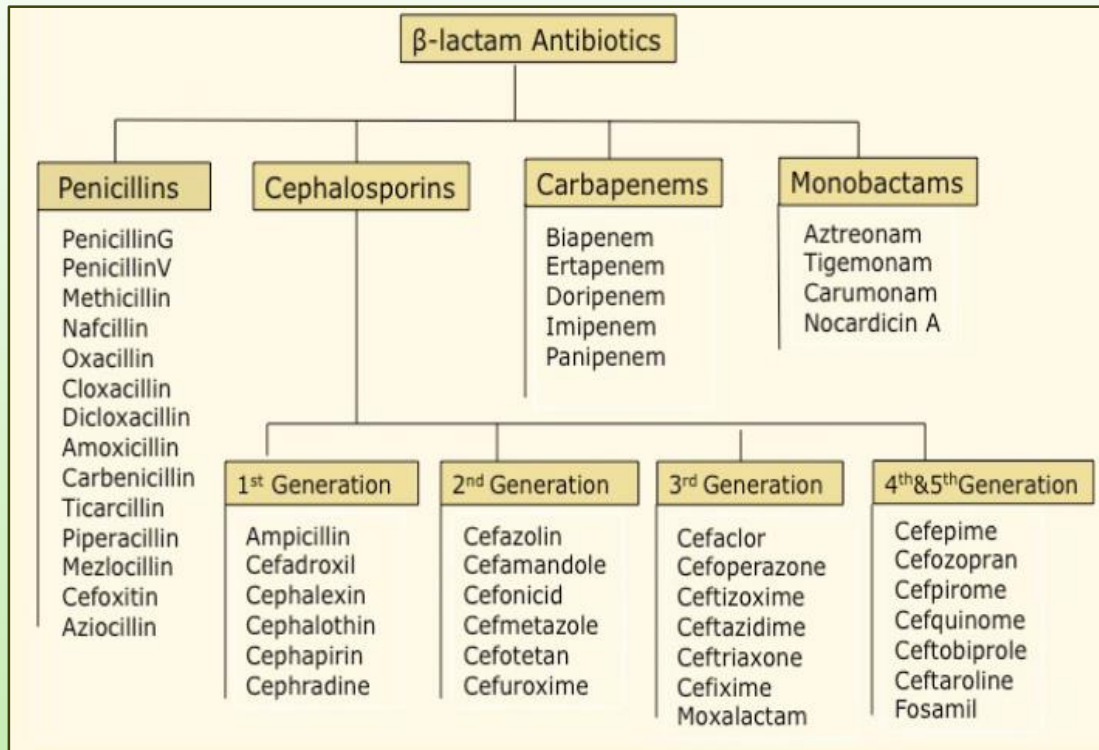 β-lactam Antibiotics
Penicillins
PenicillinG
PenicillinV
Methicillin
Nafcillin
Oxacillin
Cloxacillin
Dicloxacillin
Amoxicillin
Carbenicillin
Ticarcillin
Piperacillin
Mezlocillin
Cefoxitin
Aziocillin
Cephalosporins
Carbapenems
Biapenem
Ertapenem
Doripenem
Imipenem
Panipenem
Monobactams
Aztreonam
Tigemonam
Carumonam
Nocardicin A
1st Generation
Ampicillin
Cefadroxil
Cephalexin
Cephalothin
Cephapirin
Cephradine
2nd Generation
Cefazolin
Cefamandole
Cefonicid
Cefmetazole
Cefotetan
Cefuroxime
3rd Generation
Cefaclor
Cefoperazone
Ceftizoxime
Ceftazidime
Ceftriaxone
Cefixime
Moxalactam
4th&5thGeneration
Cefepime
Cefozopran
Cefpirome
Cefquinome
Ceftobiprole
Ceftaroline
Fosamil